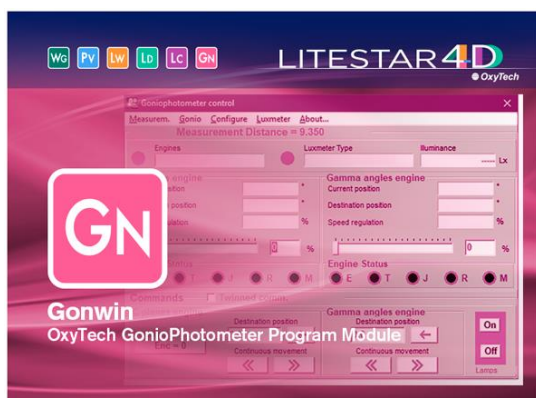 WG PV LW LD LC GN
LITESTAR 4D
OxyTech
Goniophotometer control
Measurem. Gonio Configure Luxmeter About...
Measurement Distance = 9.350
Engines Luxmeter Type Iluminance
----- Lx
engine Gamma angles engine
Current position °
position ° Destination position °
% Speed regulation %
0 % 0 %
Status Engine Status
T J R M E T J R M
GN
Commands
Gamma angles engine
Destination position Destination position On
Gonwin
OxyTech GonioPhotometer Program Module
Continuous movement Continuous movement Off
Lamps